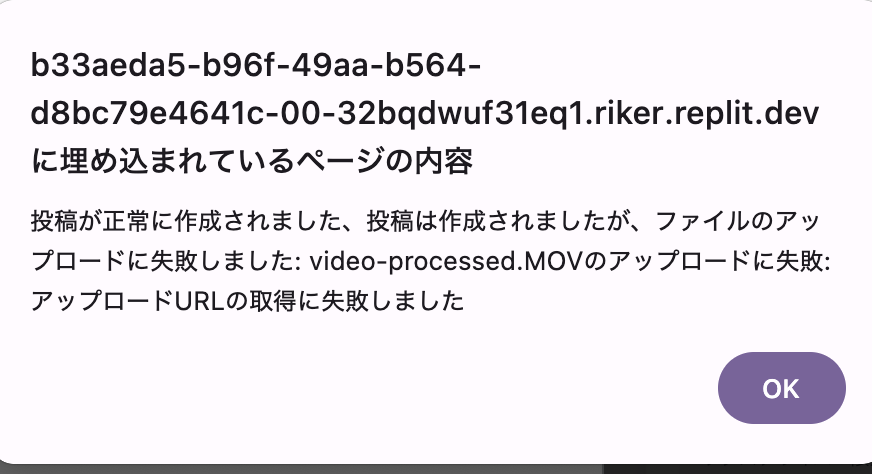 b33aeda5-b96f-49aa-b564-
d8bc79e4641c-00-32bqdwuf31eq1.riker.replit.dev
に埋め込まれているページの内容
投稿が正常に作成されました、投稿は作成されましたが、ファイルのアッ
プロードに失敗しました: video-processed.MOVのアップロードに失敗:
アップロードURLの取得に失敗しました
OK